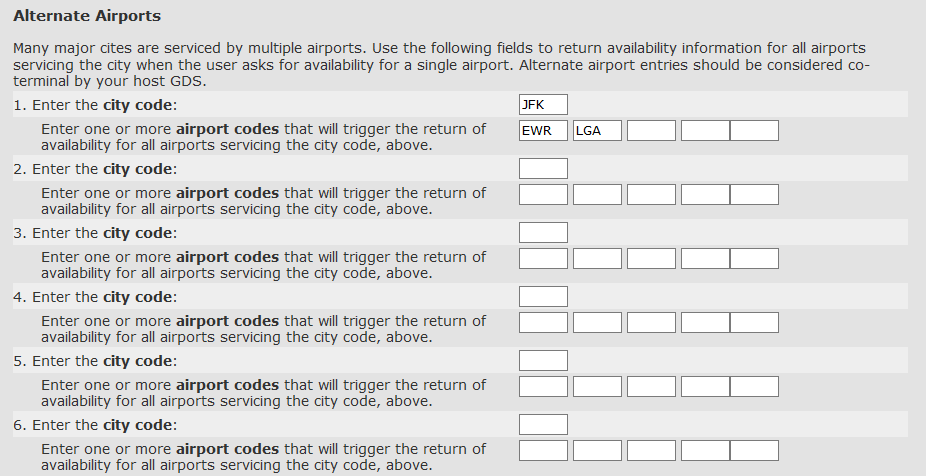 Alternate Airports
Many major cites are serviced by multiple airports. Use the following fields to return availability information for all airports
servicing the city when the user asks for availability for a single airport. Alternate airport entries should be considered co-
terminal by your host GDS.
1. Enter the city code: JFK
Enter one or more airport codes that will trigger the return of EWR LGA
availability for all airports servicing the city code, above.
2. Enter the city code:
Enter one or more airport codes that will trigger the return of
availability for all airports servicing the city code, above.
3. Enter the city code:
Enter one or more airport codes that will trigger the return of
availability for all airports servicing the city code, above.
4. Enter the city code:
Enter one or more airport codes that will trigger the return of
availability for all airports servicing the city code, above.
5. Enter the city code:
Enter one or more airport codes that will trigger the return of
availability for all airports servicing the city code, above.
6. Enter the city code:
Enter one or more airport codes that will trigger the return of
availability for all airports servicing the city code, above.